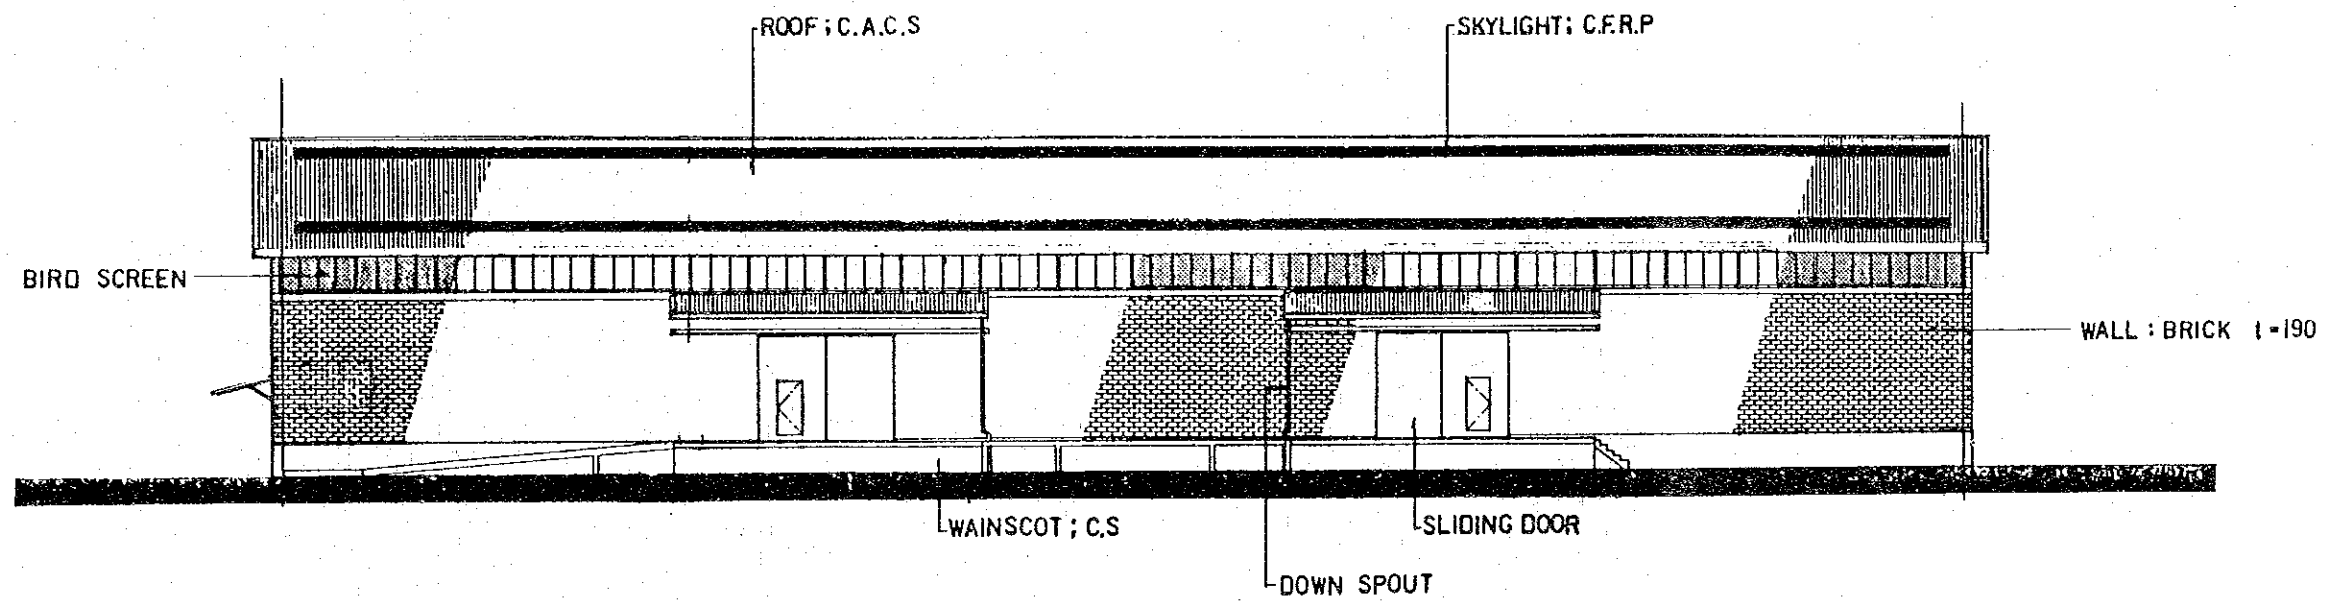 ROOF ; C.A.C.S
SKYLIGHT; C.F.R.P
BIRD SCREEN
WALL : BRICK t=190
WAINSCOT ; C.S
SLIDING DOOR
DOWN SPOUT